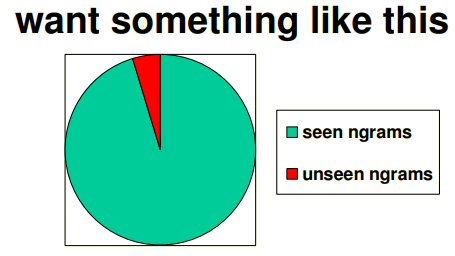 want something like this
seen ngrams
unseen ngrams